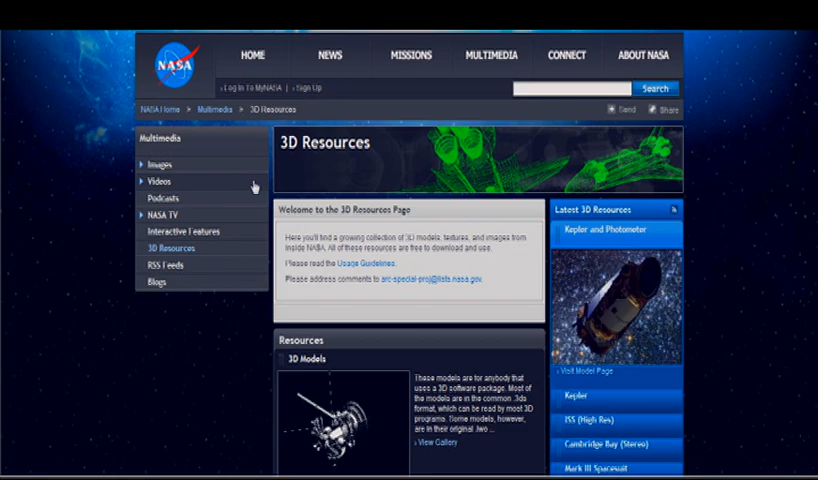 NASA
HOME
NEWS
MISSIONS
MULTIMEDIA
CONNECT
ABOUT NASA
› Log In To MyNASA | › Sign Up
Search
NASA Home > Multimedia > 3D Resources
Send
Share
Multimedia
Images
Videos
Podcasts
NASA TV
Interactive Features
3D Resources
RSS Feeds
Blogs
3D Resources
Welcome to the 3D Resources Page
Here you'll find a growing collection of 3D models, textures, and images from
inside NASA. All of these resources are free to download and use.
Please read the Usage Guidelines.
Please address comments to arc-special-proj@lists.nasa.gov.
Resources
3D Models
These models are for anybody that
uses a 3D software package. Most of
the models are in the common .3ds
format, which can be read by most 3D
programs. Some models, however,
are in their original .lwo ...
› View Gallery
Latest 3D Resources
Kepler and Photometer
› Visit Model Page
Kepler
ISS (High Res)
Cambridge Bay (Stereo)
Mark III Spacesuit